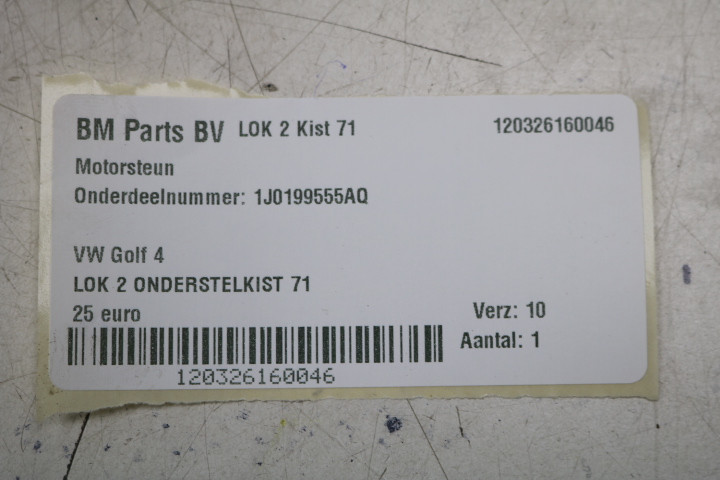 BM Parts BV LOK 2 Kist 71 120326160046
Motorsteun
Onderdeelnummer: 1J0199555AQ
VW Golf 4
LOK 2 ONDERSTELKIST 71
25 euro Verz: 10
Aantal: 1
120326160046